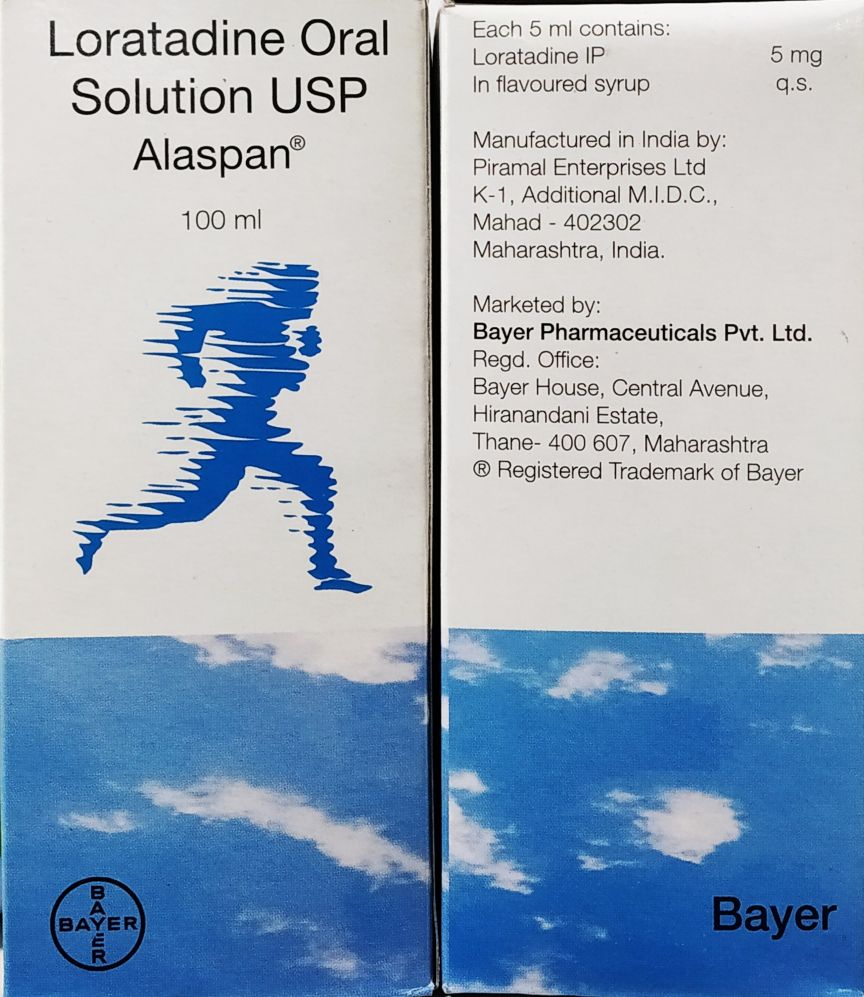 Loratadine Oral
Solution USP
Alaspan®
100 ml
BAYER
BAYER
Each 5 ml contains:
Loratadine IP 5 mg
In flavoured syrup q.s.
Manufactured in India by:
Piramal Enterprises Ltd
K-1, Additional M.I.D.C.,
Mahad - 402302
Maharashtra, India.
Marketed by:
Bayer Pharmaceuticals Pvt. Ltd.
Regd. Office:
Bayer House, Central Avenue,
Hiranandani Estate,
Thane- 400 607, Maharashtra
® Registered Trademark of Bayer
Bayer